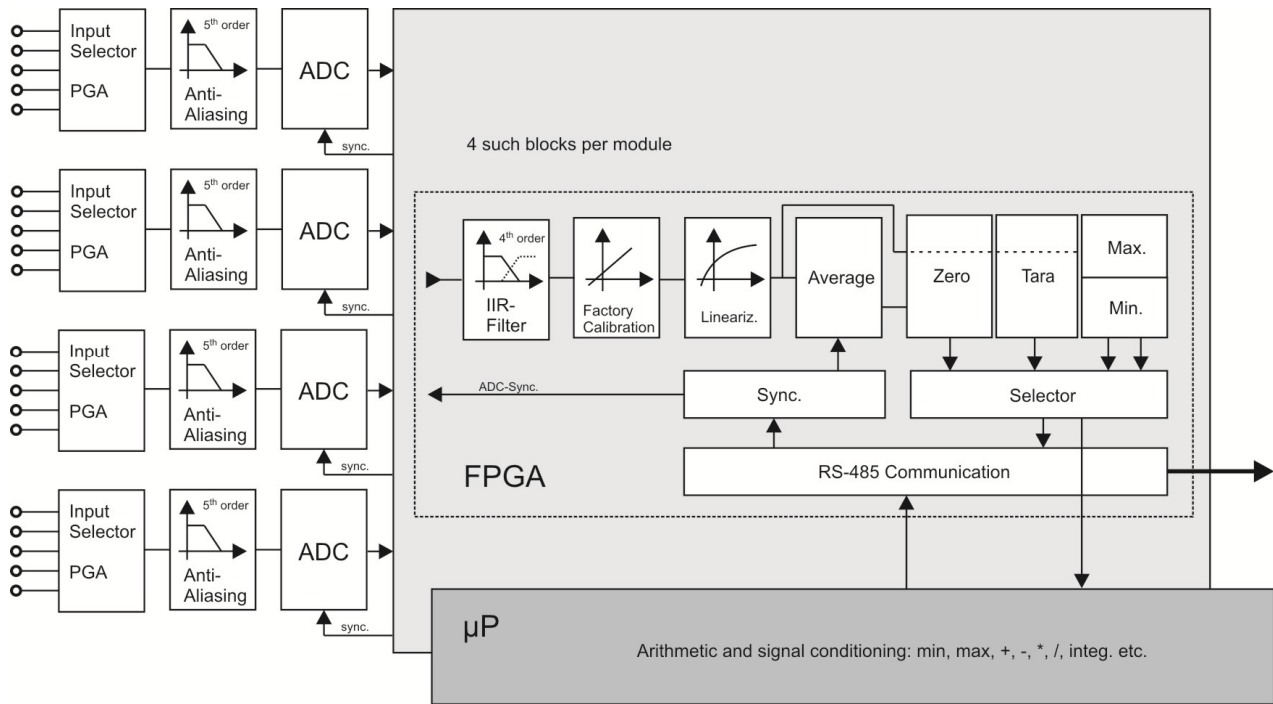 Input
Selector
PGA
5th order
Anti-
Aliasing
ADC
sync.
Input
Selector
PGA
5th order
Anti-
Aliasing
ADC
sync.
Input
Selector
PGA
5th order
Anti-
Aliasing
ADC
sync.
Input
Selector
PGA
5th order
Anti-
Aliasing
ADC
sync.
4 such blocks per module
4th order
IIR-
Filter
Factory
Calibration
Lineariz.
Average
Zero
Tara
Max.
Min.
ADC-Sync.
Sync.
Selector
FPGA
RS-485 Communication
µP
Arithmetic and signal conditioning: min, max, +, -, *, /, integ. etc.